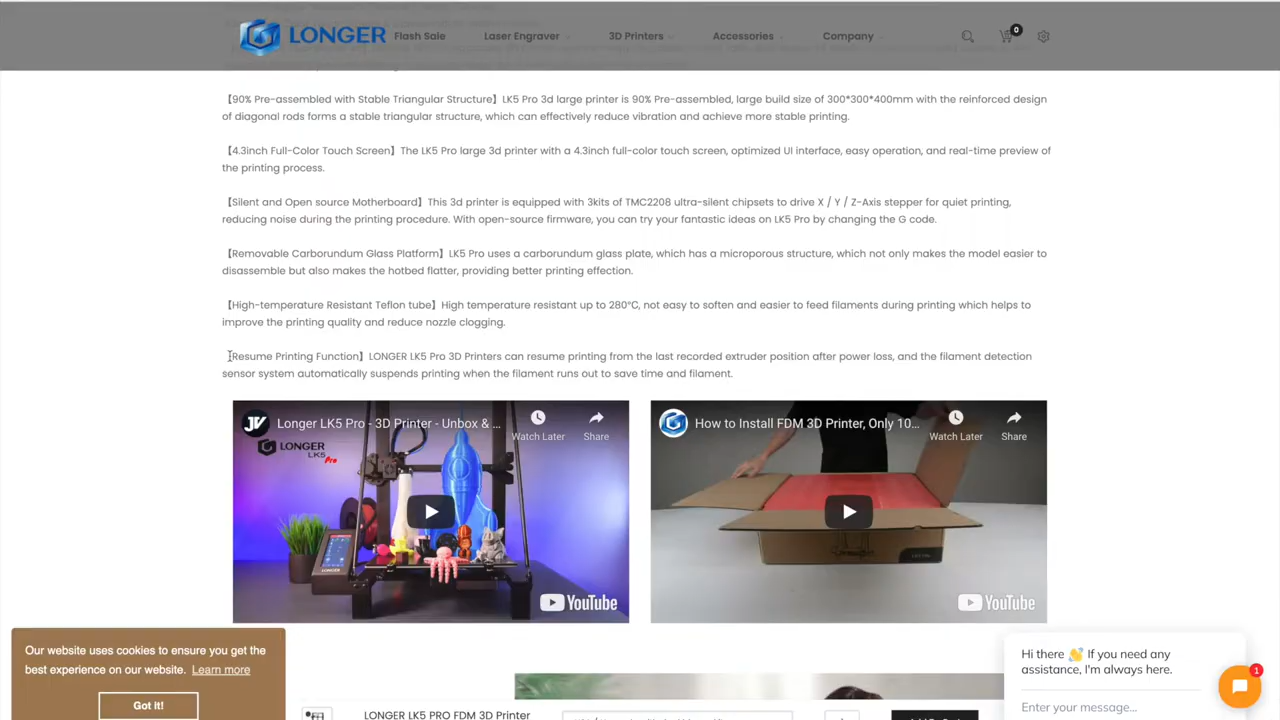 LONGER
Flash Sale
Laser Engraver
3D Printers
Accessories
Company
0
【90% Pre-assembled with Stable Triangular Structure】LK5 Pro 3d large printer is 90% Pre-assembled, large build size of 300*300*400mm with the reinforced design
of diagonal rods forms a stable triangular structure, which can effectively reduce vibration and achieve more stable printing.
【4.3inch Full-Color Touch Screen】The LK5 Pro large 3d printer with a 4.3inch full-color touch screen, optimized UI interface, easy operation, and real-time preview of
the printing process.
【Silent and Open source Motherboard】This 3d printer is equipped with 3kits of TMC2208 ultra-silent chipsets to drive X / Y / Z-Axis stepper for quiet printing,
reducing noise during the printing procedure. With open-source firmware, you can try your fantastic ideas on LK5 Pro by changing the G code.
【Removable Carborundum Glass Platform】LK5 Pro uses a carborundum glass plate, which has a microporous structure, which not only makes the model easier to
disassemble but also makes the hotbed flatter, providing better printing effection.
【High-temperature Resistant Teflon tube】High temperature resistant up to 280℃, not easy to soften and easier to feed filaments during printing which helps to
improve the printing quality and reduce nozzle clogging.
【Resume Printing Function】LONGER LK5 Pro 3D Printers can resume printing from the last recorded extruder position after power loss, and the filament detection
sensor system automatically suspends printing when the filament runs out to save time and filament.
JV
Longer LK5 Pro - 3D Printer - Unbox & ...
Watch Later
Share
LONGER
LK5 Pro
LONGER
YouTube
How to Install FDM 3D Printer, Only 10...
Watch Later
Share
YouTube
Our website uses cookies to ensure you get the
best experience on our website. Learn more
Got it!
LONGER LK5 PRO FDM 3D Printer
Hi there 👋 If you need any
assistance, I'm always here.
Enter your message...
1